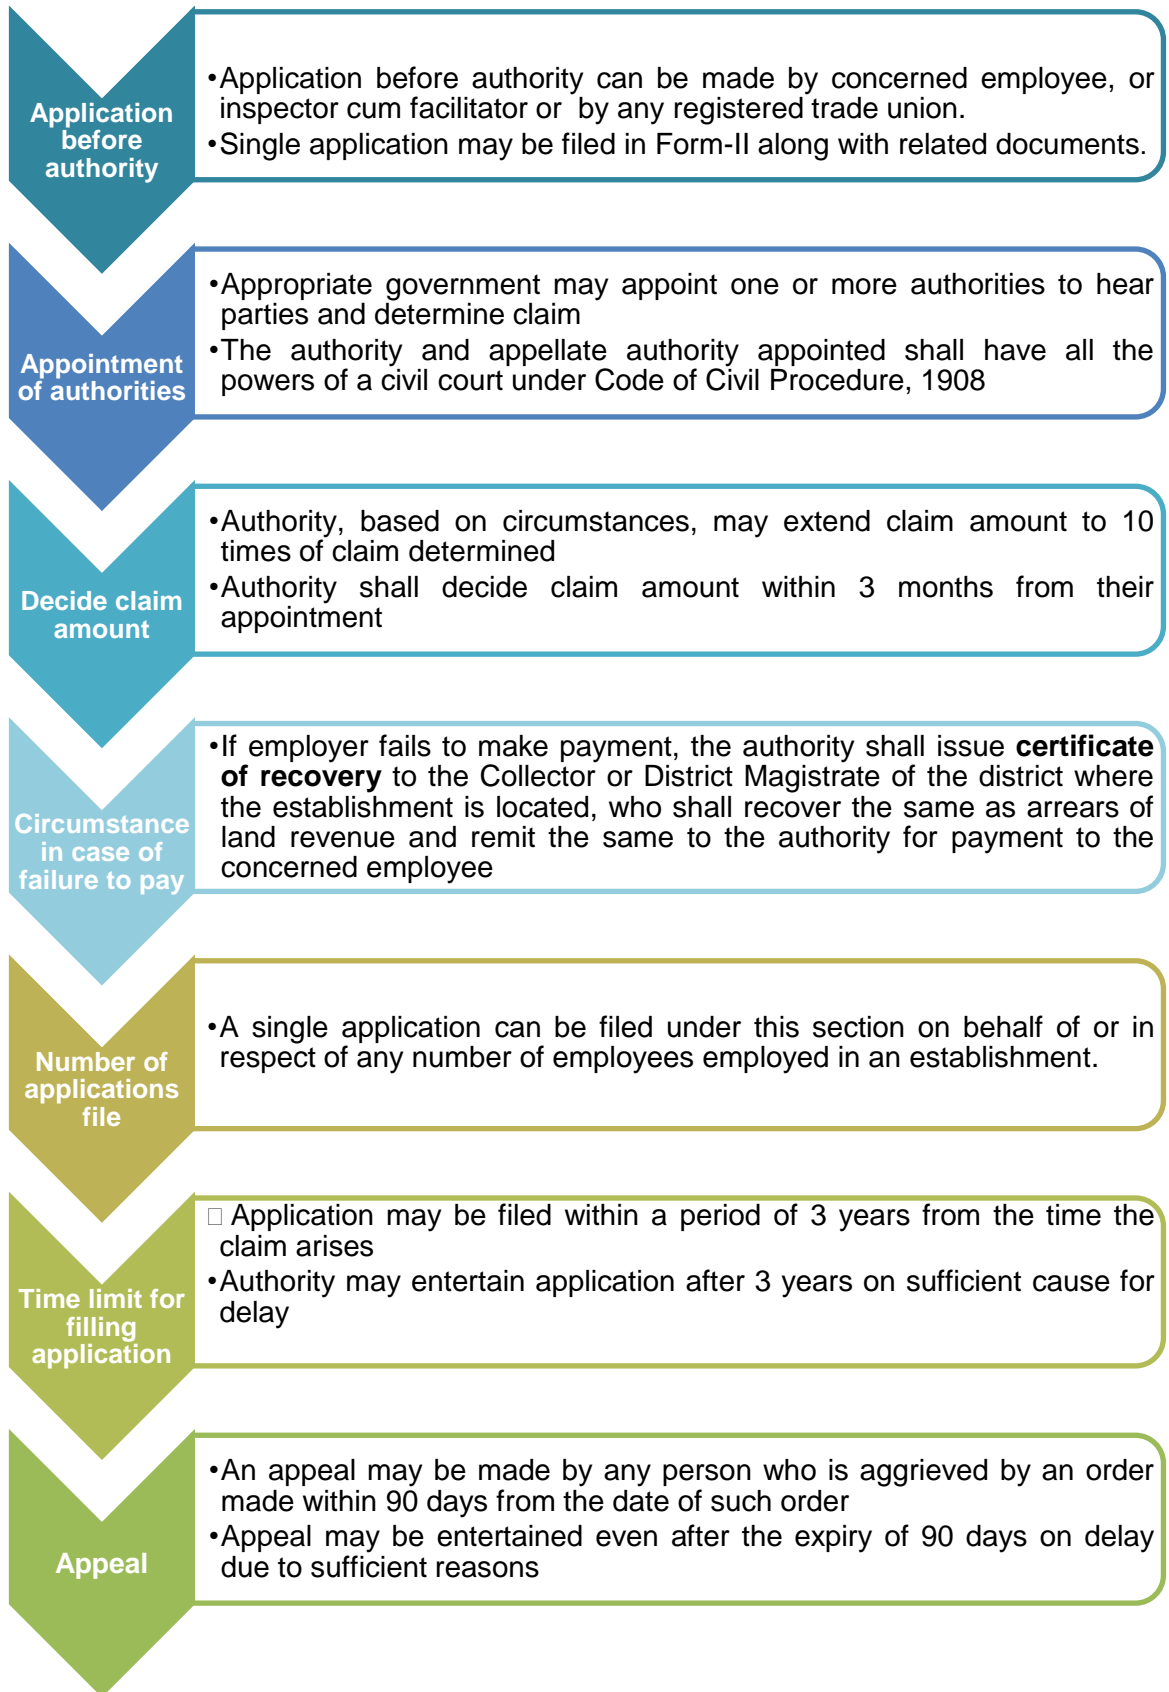 Application
before
authority
•Application before authority can be made by concerned employee, or
inspector cum facilitator or by any registered trade union.
•Single application may be filed in Form-II along with related documents.
Appointment
of authorities
•Appropriate government may appoint one or more authorities to hear
parties and determine claim
•The authority and appellate authority appointed shall have all the
powers of a civil court under Code of Civil Procedure, 1908
Decide claim
amount
•Authority, based on circumstances, may extend claim amount to 10
times of claim determined
•Authority shall decide claim amount within 3 months from their
appointment
Circumstance
in case of
failure to pay
•If employer fails to make payment, the authority shall issue certificate
of recovery to the Collector or District Magistrate of the district where
the establishment is located, who shall recover the same as arrears of
land revenue and remit the same to the authority for payment to the
concerned employee
Number of
applications
file
•A single application can be filed under this section on behalf of or in
respect of any number of employees employed in an establishment.
Time limit for
filling
application
□ Application may be filed within a period of 3 years from the time the
claim arises
•Authority may entertain application after 3 years on sufficient cause for
delay
Appeal
•An appeal may be made by any person who is aggrieved by an order
made within 90 days from the date of such order
•Appeal may be entertained even after the expiry of 90 days on delay
due to sufficient reasons